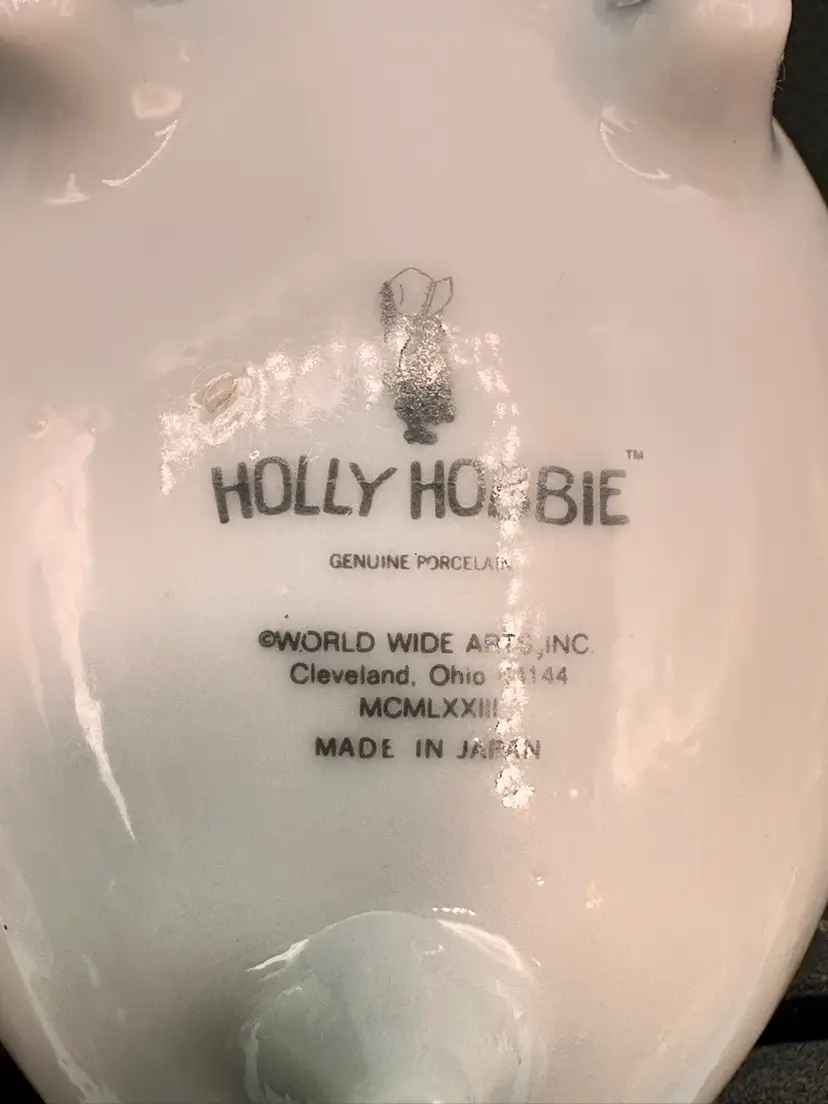 HOLLY HOBBIE™
GENUINE PORCELAIN
©WORLD WIDE ARTS, INC.
Cleveland, Ohio
MCMLXXIII
MADE IN JAPAN